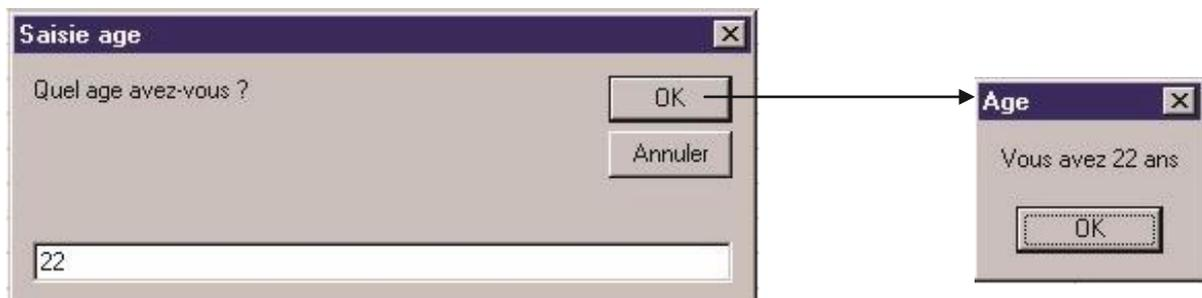 Saisie age
Quel age avez-vous ?
OK
Annuler
22
Age
Vous avez 22 ans
OK